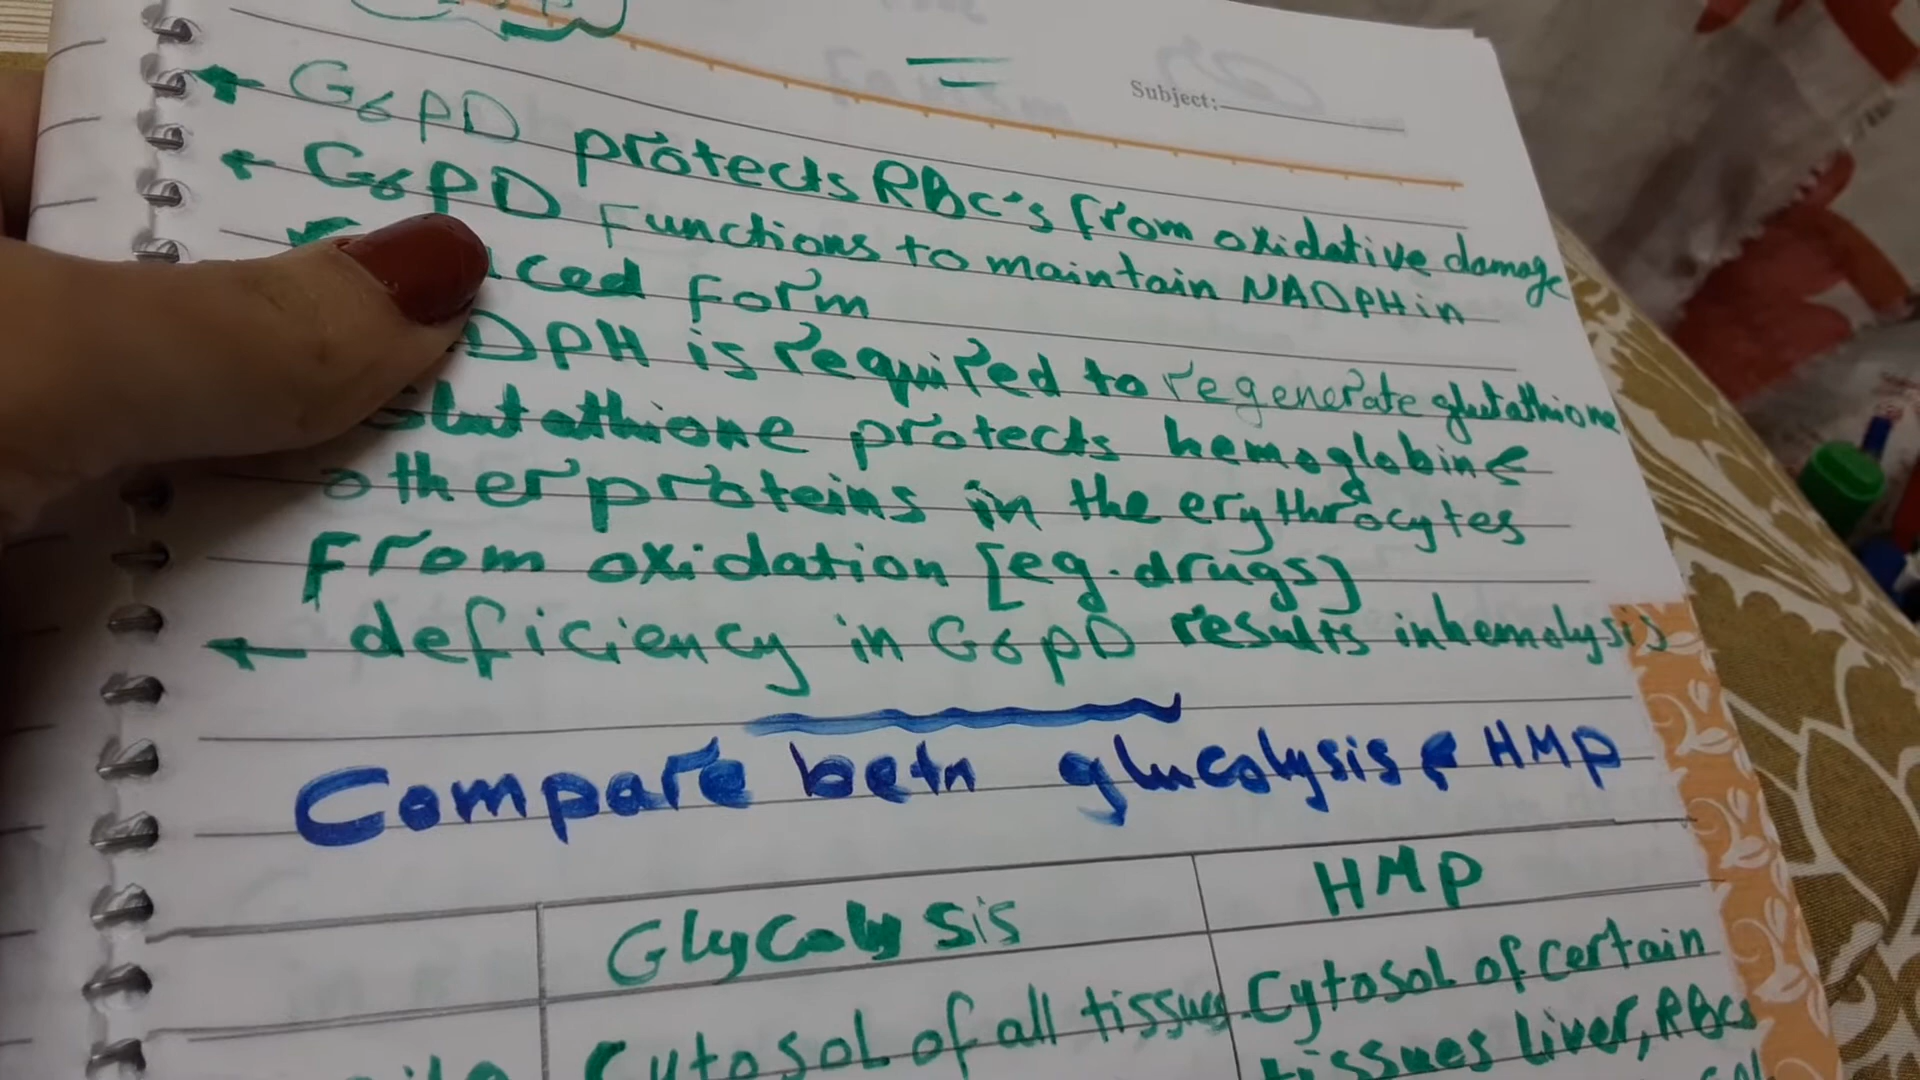 Subject:
G6PD protects RBc's from oxidative damage
G6PD Functions to maintain NADPH in
form
DPH is required to regenerate glutathione
Glutathione protects hemoglobin &
other proteins in the erythrocytes
From oxidation [eg. drugs]
deficiency in G6pD results in hemolysis
Compare betn glucolysis & HMP
Glycolysis HMP
Cytosol of all tissues Cytosol of certain
tissues liver, RBCs